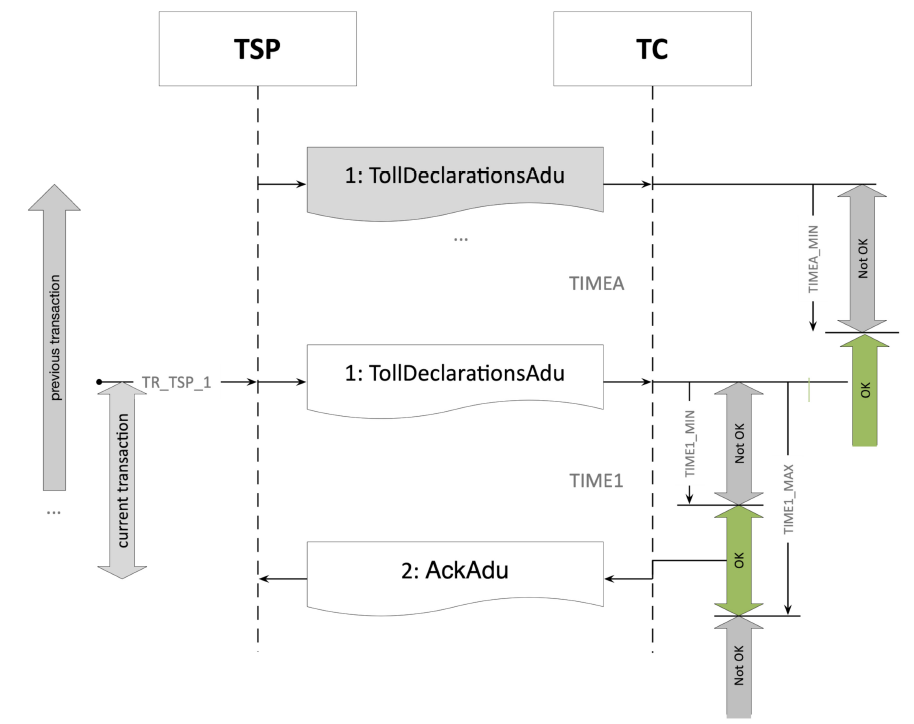 TSP
TC
1: TollDeclarationsAdu
...
TIMEA_MIN
Not OK
TIMEA
previous transaction
TR_TSP_1
1: TollDeclarationsAdu
OK
current transaction
TIME1_MIN
Not OK
TIME1_MAX
TIME1
...
2: AckAdu
OK
Not OK